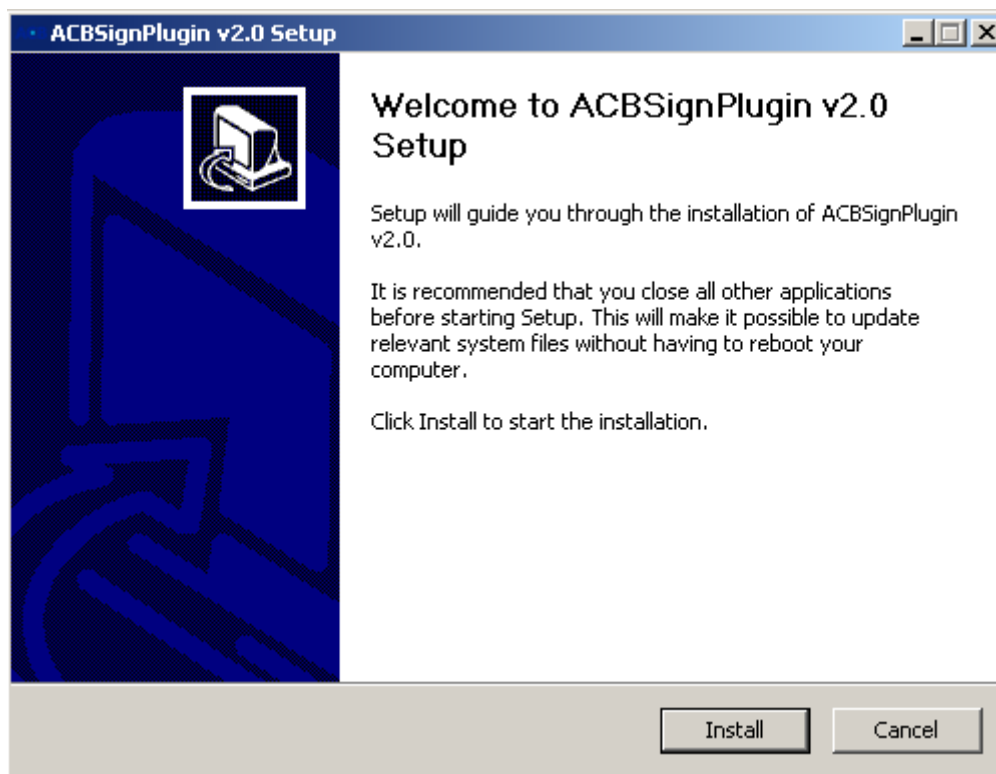 ACBSignPlugin v2.0 Setup
Welcome to ACBSignPlugin v2.0
Setup
Setup will guide you through the installation of ACBSignPlugin
v2.0.
It is recommended that you close all other applications
before starting Setup. This will make it possible to update
relevant system files without having to reboot your
computer.
Click Install to start the installation.
Install
Cancel